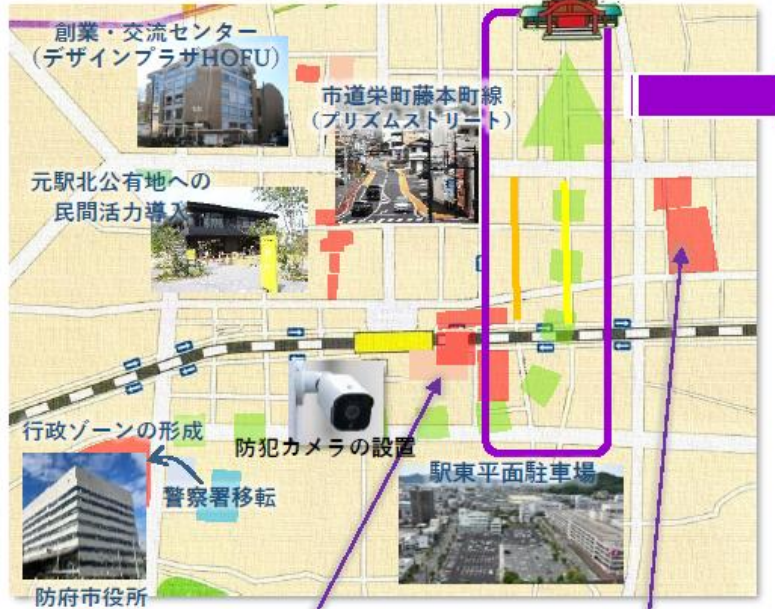 創業・交流センター
（デザインプラザHOFU）
市道栄町藤本町線
（プリズムストリート）
元駅北公有地への
民間活力導入
行政ゾーンの形成
防犯カメラの設置
警察署移転
駅東平面駐車場
防府市役所